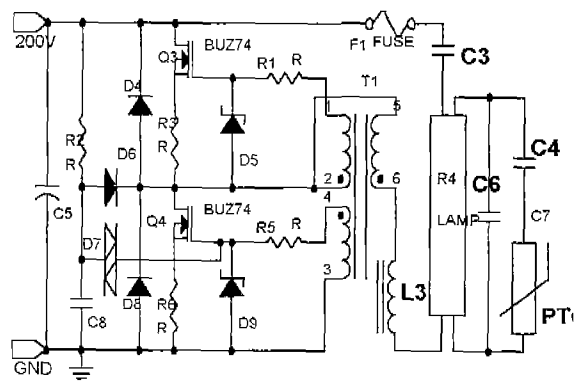 200V
BUZ74
Q3
F1 FUSE
C3
R1 R
T1
D4
R3
R
D5
R2
R
D6
1
5
2
6
C5
Q4
BUZ74
R5 R
4
3
R4
LAMP
C6
C4
C7
D7
D8
R6
R
D9
C8
L3
PT
GND